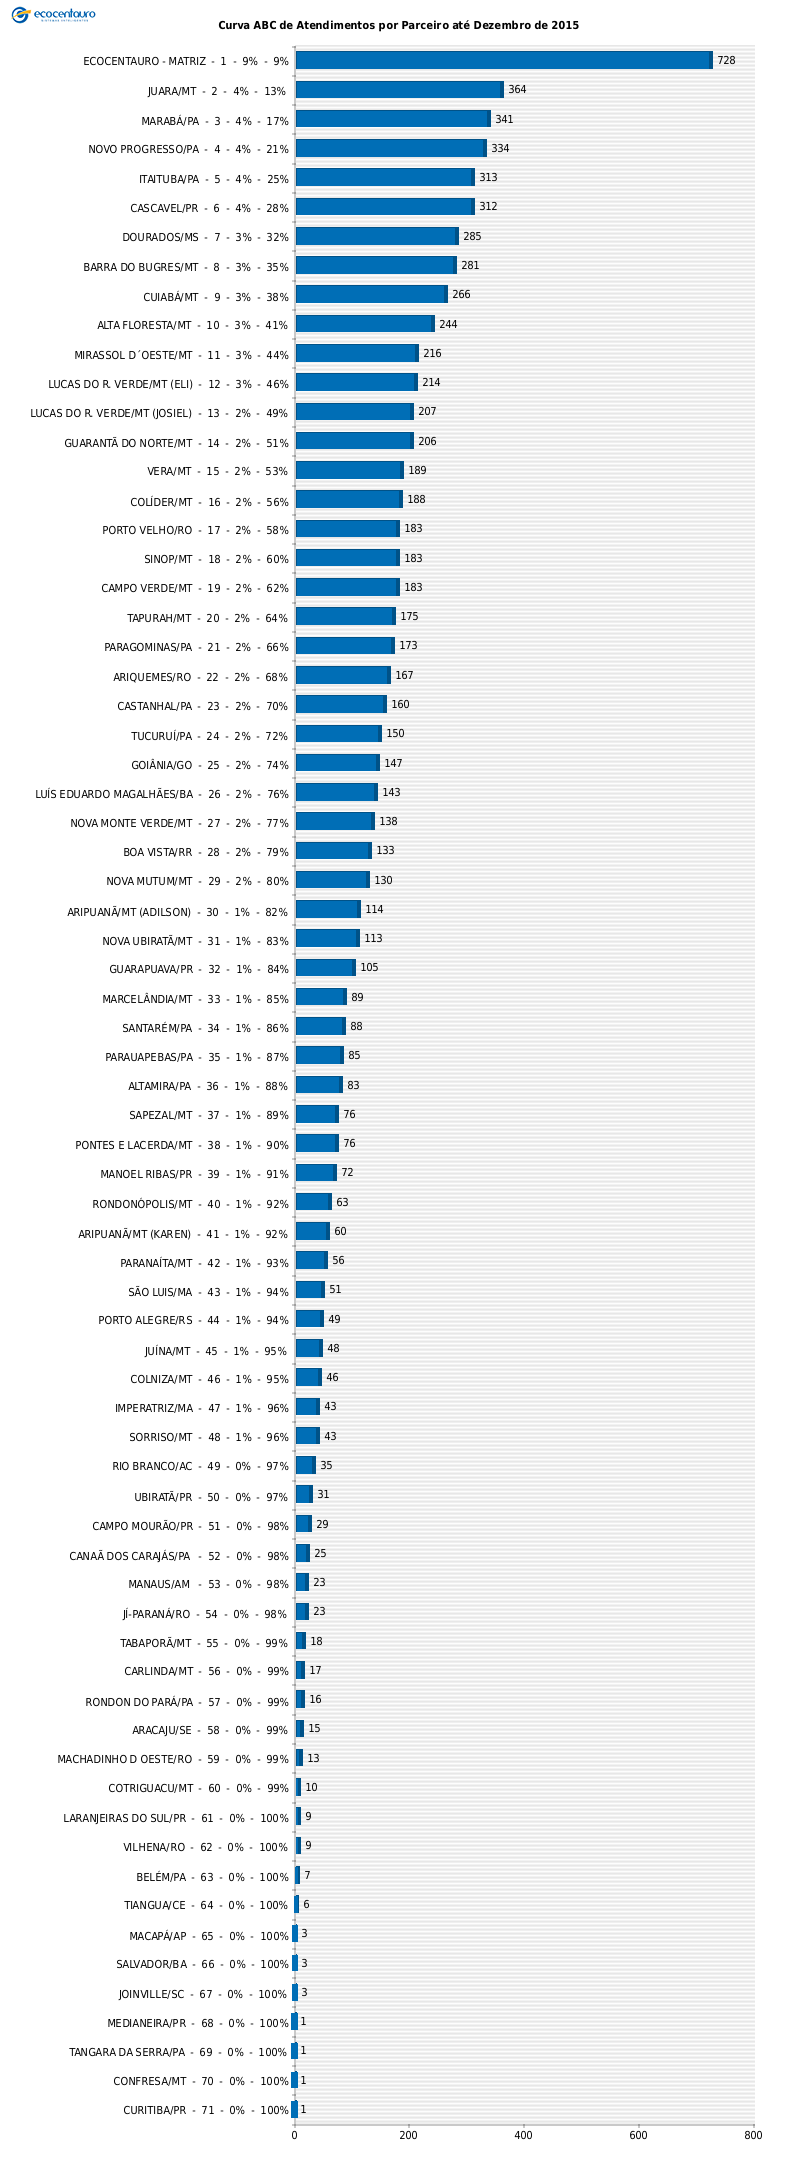 ecocentauro
Curva ABC de Atendimentos por Parceiro até Dezembro de 2015
ECOCENTAURO - MATRIZ - 1 - 9% - 9% 728
JUARA/MT - 2 - 4% - 13% 364
MARABÁ/PA - 3 - 4% - 17% 341
NOVO PROGRESSO/PA - 4 - 4% - 21% 334
ITAITUBA/PA - 5 - 4% - 25% 313
CASCAVEL/PR - 6 - 4% - 28% 312
DOURADOS/MS - 7 - 3% - 32% 285
BARRA DO BUGRES/MT - 8 - 3% - 35% 281
CUIABÁ/MT - 9 - 3% - 38% 266
ALTA FLORESTA/MT - 10 - 3% - 41% 244
MIRASSOL D´OESTE/MT - 11 - 3% - 44% 216
LUCAS DO R. VERDE/MT (ELI) - 12 - 3% - 46% 214
LUCAS DO R. VERDE/MT (JOSIEL) - 13 - 2% - 49% 207
GUARANTÃ DO NORTE/MT - 14 - 2% - 51% 206
VERA/MT - 15 - 2% - 53% 189
COLÍDER/MT - 16 - 2% - 56% 188
PORTO VELHO/RO - 17 - 2% - 58% 183
SINOP/MT - 18 - 2% - 60% 183
CAMPO VERDE/MT - 19 - 2% - 62% 183
TAPURAH/MT - 20 - 2% - 64% 175
PARAGOMINAS/PA - 21 - 2% - 66% 173
ARIQUEMES/RO - 22 - 2% - 68% 167
CASTANHAL/PA - 23 - 2% - 70% 160
TUCURUÍ/PA - 24 - 2% - 72% 150
GOIÂNIA/GO - 25 - 2% - 74% 147
LUÍS EDUARDO MAGALHÃES/BA - 26 - 2% - 76% 143
NOVA MONTE VERDE/MT - 27 - 2% - 77% 138
BOA VISTA/RR - 28 - 2% - 79% 133
NOVA MUTUM/MT - 29 - 2% - 80% 130
ARIPUANÃ/MT (ADILSON) - 30 - 1% - 82% 114
NOVA UBIRATÃ/MT - 31 - 1% - 83% 113
GUARAPUAVA/PR - 32 - 1% - 84% 105
MARCELÂNDIA/MT - 33 - 1% - 85% 89
SANTARÉM/PA - 34 - 1% - 86% 88
PARAUAPEBAS/PA - 35 - 1% - 87% 85
ALTAMIRA/PA - 36 - 1% - 88% 83
SAPEZAL/MT - 37 - 1% - 89% 76
PONTES E LACERDA/MT - 38 - 1% - 90% 76
MANOEL RIBAS/PR - 39 - 1% - 91% 72
RONDONÓPOLIS/MT - 40 - 1% - 92% 63
ARIPUANÃ/MT (KAREN) - 41 - 1% - 92% 60
PARANAÍTA/MT - 42 - 1% - 93% 56
SÃO LUIS/MA - 43 - 1% - 94% 51
PORTO ALEGRE/RS - 44 - 1% - 94% 49
JUÍNA/MT - 45 - 1% - 95% 48
COLNIZA/MT - 46 - 1% - 95% 46
IMPERATRIZ/MA - 47 - 1% - 96% 43
SORRISO/MT - 48 - 1% - 96% 43
RIO BRANCO/AC - 49 - 0% - 97% 35
UBIRATÃ/PR - 50 - 0% - 97% 31
CAMPO MOURÃO/PR - 51 - 0% - 98% 29
CANAÃ DOS CARAJÁS/PA - 52 - 0% - 98% 25
MANAUS/AM - 53 - 0% - 98% 23
JÍ-PARANÁ/RO - 54 - 0% - 98% 23
TABAPORÃ/MT - 55 - 0% - 99% 18
CARLINDA/MT - 56 - 0% - 99% 17
RONDON DO PARÁ/PA - 57 - 0% - 99% 16
ARACAJU/SE - 58 - 0% - 99% 15
MACHADINHO D OESTE/RO - 59 - 0% - 99% 13
COTRIGUACU/MT - 60 - 0% - 99% 10
LARANJEIRAS DO SUL/PR - 61 - 0% - 100% 9
VILHENA/RO - 62 - 0% - 100% 9
BELÉM/PA - 63 - 0% - 100% 7
TIANGUA/CE - 64 - 0% - 100% 6
MACAPÁ/AP - 65 - 0% - 100% 3
SALVADOR/BA - 66 - 0% - 100% 3
JOINVILLE/SC - 67 - 0% - 100% 3
MEDIANEIRA/PR - 68 - 0% - 100% 1
TANGARA DA SERRA/PA - 69 - 0% - 100% 1
CONFRESA/MT - 70 - 0% - 100% 1
CURITIBA/PR - 71 - 0% - 100% 1
0 200 400 600 800